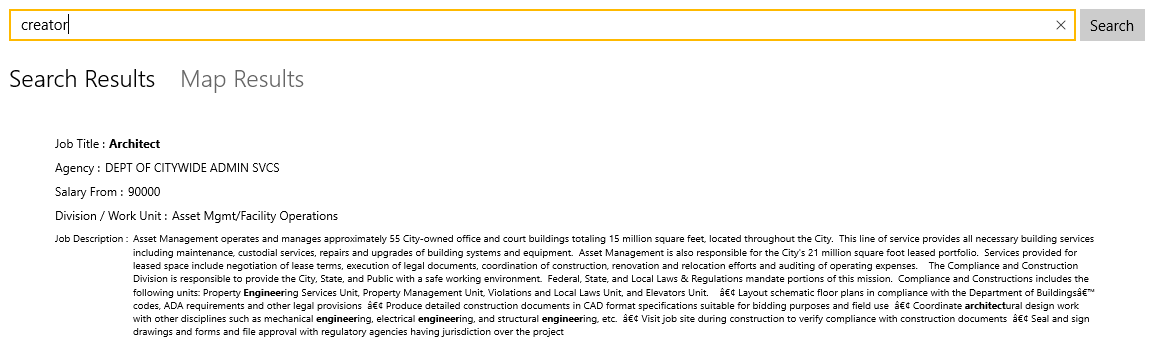 creator
Search
Search Results Map Results
Job Title : Architect
Agency : DEPT OF CITYWIDE ADMIN SVCS
Salary From : 90000
Division / Work Unit : Asset Mgmt/Facility Operations
Job Description : Asset Management operates and manages approximately 55 City-owned office and court buildings totaling 15 million square feet, located throughout the City. This line of service provides all necessary building services
including maintenance, custodial services, repairs and upgrades of building systems and equipment. Asset Management is also responsible for the City's 21 million square foot leased portfolio. Services provided for
leased space include negotiation of lease terms, execution of legal documents, coordination of construction, renovation and relocation efforts and auditing of operating expenses. The Compliance and Construction
Division is responsible to provide the City, State, and Public with a safe working environment. Federal, State, and Local Laws & Regulations mandate portions of this mission. Compliance and Constructions includes the
following units: Property Engineering Services Unit, Property Management Unit, Violations and Local Laws Unit, and Elevators Unit. â€¢ Layout schematic floor plans in compliance with the Department of Buildingsâ€™
codes, ADA requirements and other legal provisions â€¢ Produce detailed construction documents in CAD format specifications suitable for bidding purposes and field use â€¢ Coordinate architectural design work
with other disciplines such as mechanical engineering, electrical engineering, and structural engineering, etc. â€¢ Visit job site during construction to verify compliance with construction documents â€¢ Seal and sign
drawings and forms and file approval with regulatory agencies having jurisdiction over the project